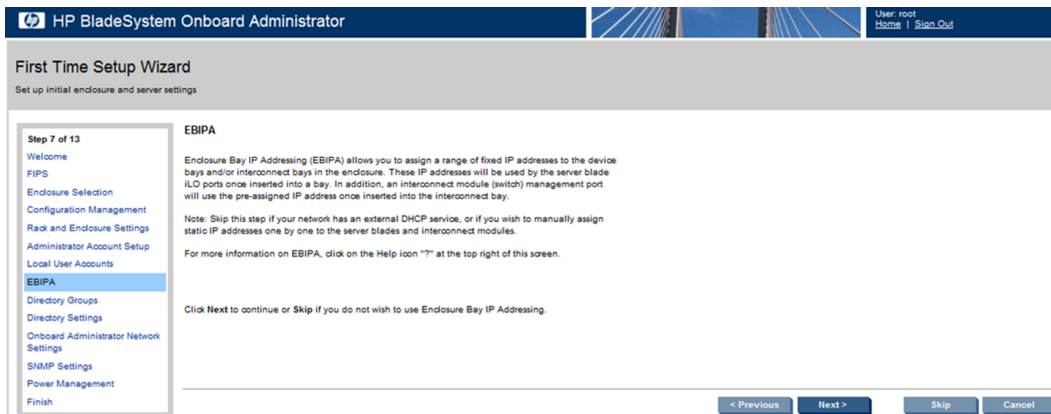 HP BladeSystem Onboard Administrator
User: root
Home | Sign Out
First Time Setup Wizard
Set up initial enclosure and server settings
Step 7 of 13
Welcome
FIPS
Enclosure Selection
Configuration Management
Rack and Enclosure Settings
Administrator Account Setup
Local User Accounts
EBIPA
Directory Groups
Directory Settings
Onboard Administrator Network
Settings
SNMP Settings
Power Management
Finish
EBIPA
Enclosure Bay IP Addressing (EBIPA) allows you to assign a range of fixed IP addresses to the device
bays and/or interconnect bays in the enclosure. These IP addresses will be used by the server blade
iLO ports once inserted into a bay. In addition, an interconnect module (switch) management port
will use the pre-assigned IP address once inserted into the interconnect bay.
Note: Skip this step if your network has an external DHCP service, or if you wish to manually assign
static IP addresses one by one to the server blades and interconnect modules.
For more information on EBIPA, click on the Help icon "?" at the top right of this screen.
Click Next to continue or Skip if you do not wish to use Enclosure Bay IP Addressing.
< Previous
Next >
Skip
Cancel